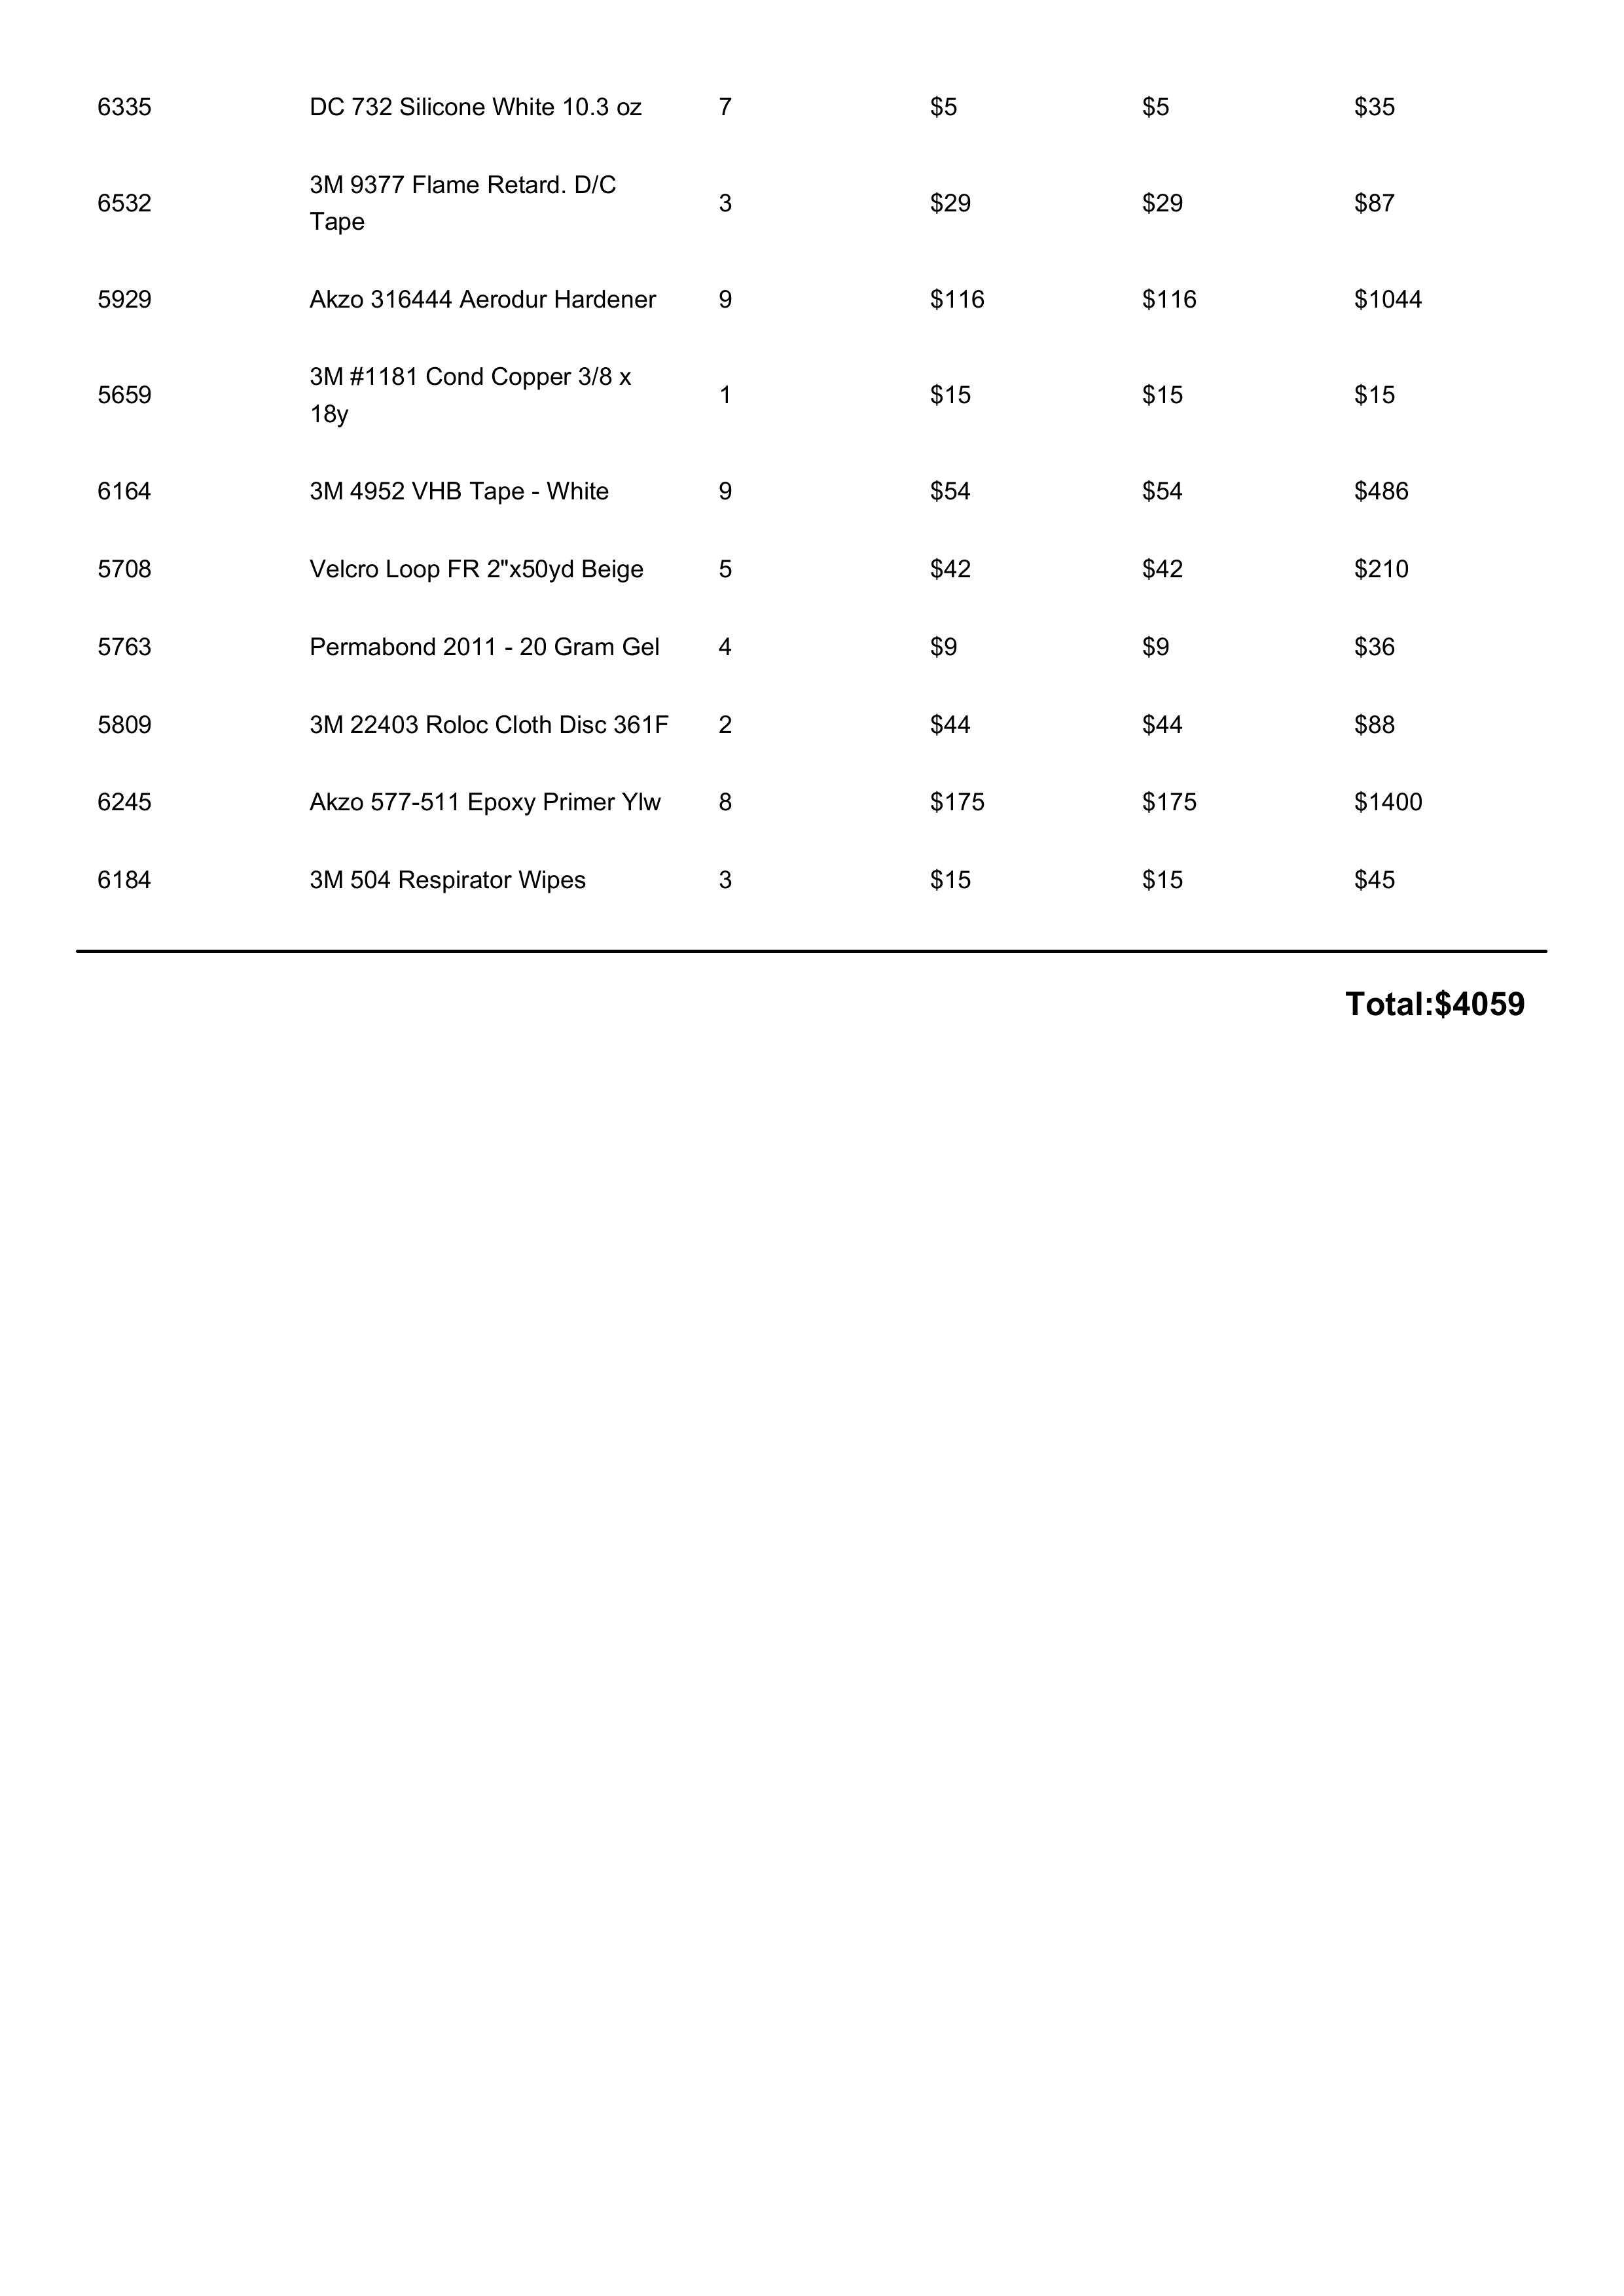 6335 DC 732 Silicone White 10.3 oz 7 $5 $5 $35
6532 3M 9377 Flame Retard. D/C
Tape 3 $29 $29 $87
5929 Akzo 316444 Aerodur Hardener 9 $116 $116 $1044
5659 3M #1181 Cond Copper 3/8 x
18y 1 $15 $15 $15
6164 3M 4952 VHB Tape - White 9 $54 $54 $486
5708 Velcro Loop FR 2"x50yd Beige 5 $42 $42 $210
5763 Permabond 2011 - 20 Gram Gel 4 $9 $9 $36
5809 3M 22403 Roloc Cloth Disc 361F 2 $44 $44 $88
6245 Akzo 577-511 Epoxy Primer Ylw 8 $175 $175 $1400
6184 3M 504 Respirator Wipes 3 $15 $15 $45
Total:$4059